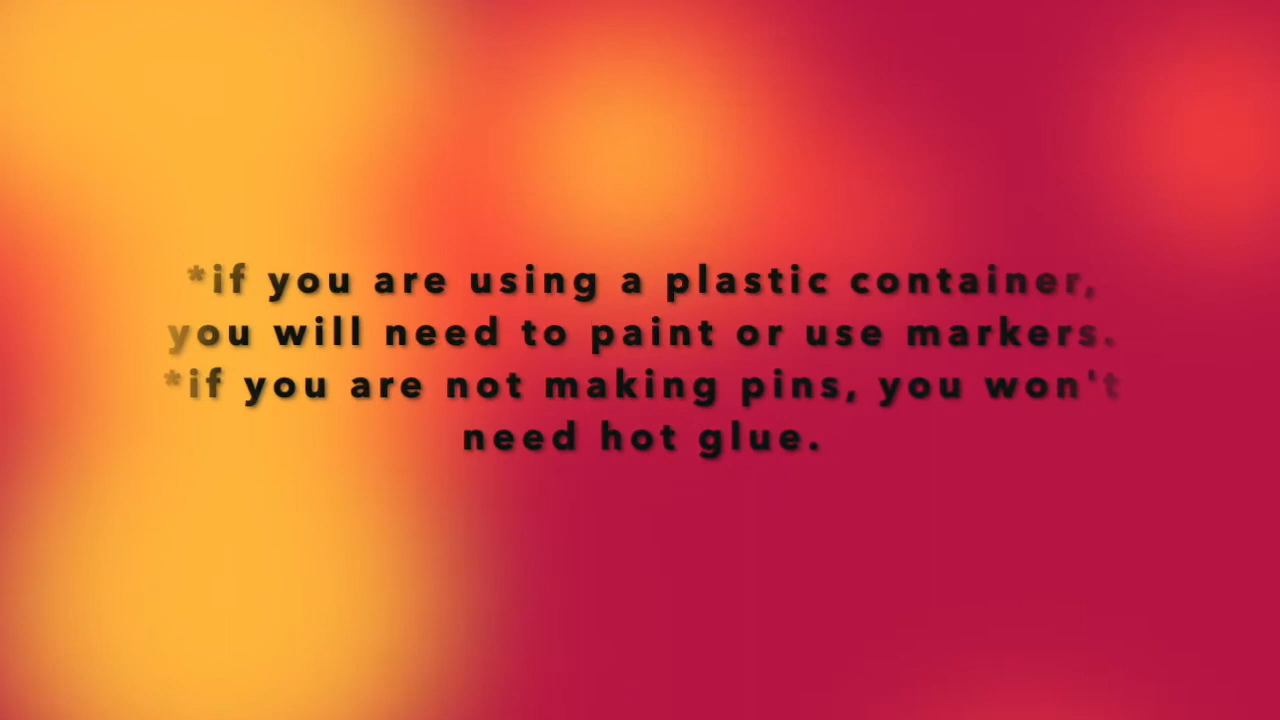 *if you are using a plastic container,
you will need to paint or use markers.
*if you are not making pins, you won't
need hot glue.